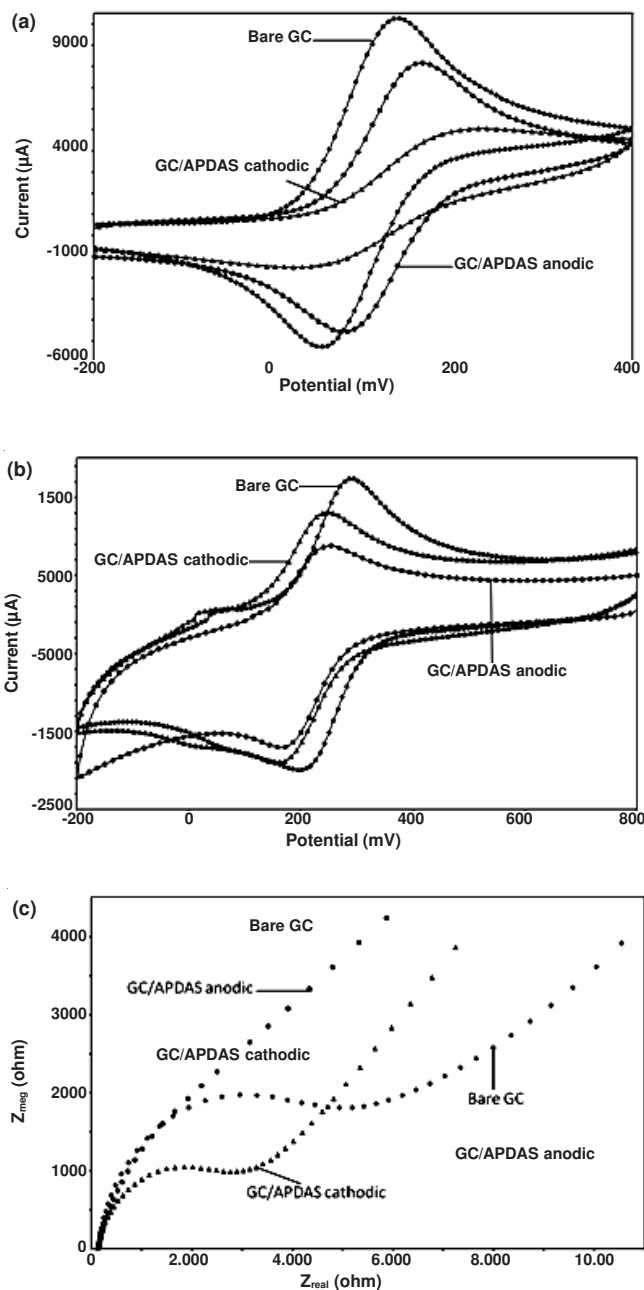 (a)
9000
Bare GC
Current (µA)
4000
GC/APDAS cathodic
-1000
GC/APDAS anodic
-6000
-200
0
200
400
Potential (mV)
(b)
1500
Bare GC
GC/APDAS cathodic
5000
Current (µA)
-5000
GC/APDAS anodic
-1500
-2500
-200
0
200
400
600
800
Potential (mV)
(c)
4000
Bare GC
GC/APDAS anodic
3000
GC/APDAS cathodic
Zmeg (ohm)
2000
Bare GC
GC/APDAS anodic
1000
GC/APDAS cathodic
0
0
2.000
4.000
6.000
8.000
10.00
Zreal (ohm)